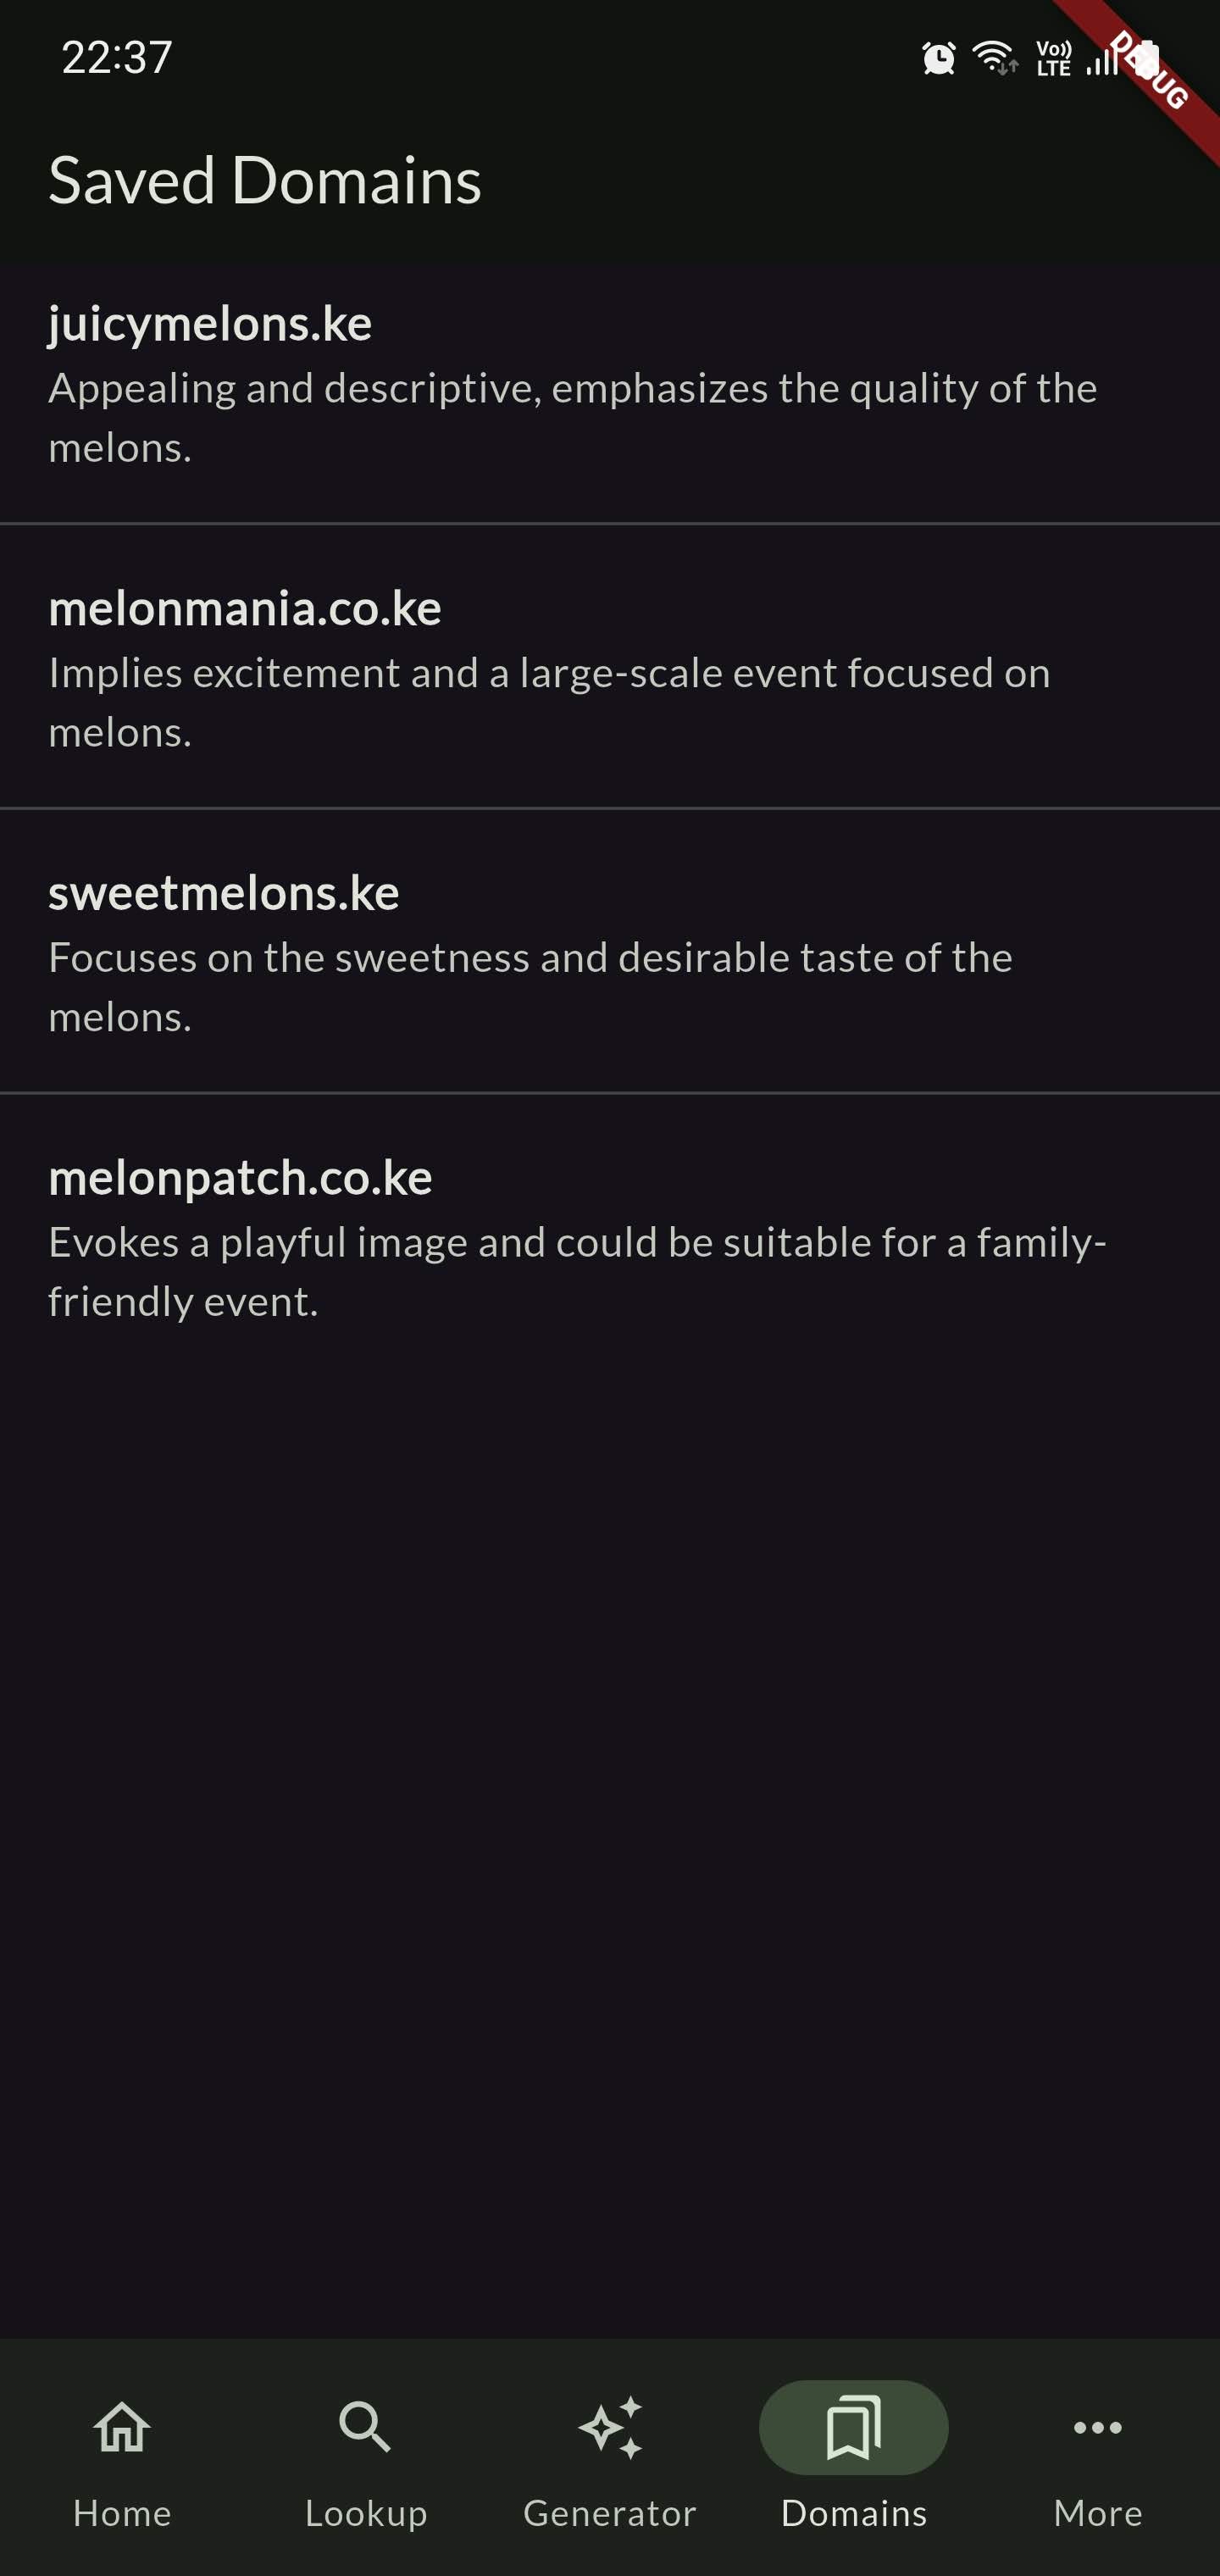 22:37
Vo)) LTE
DEBUG
Saved Domains
juicymelons.ke
Appealing and descriptive, emphasizes the quality of the
melons.
melonmania.co.ke
Implies excitement and a large-scale event focused on
melons.
sweetmelons.ke
Focuses on the sweetness and desirable taste of the
melons.
melonpatch.co.ke
Evokes a playful image and could be suitable for a family-
friendly event.
Home
Lookup
Generator
Domains
More